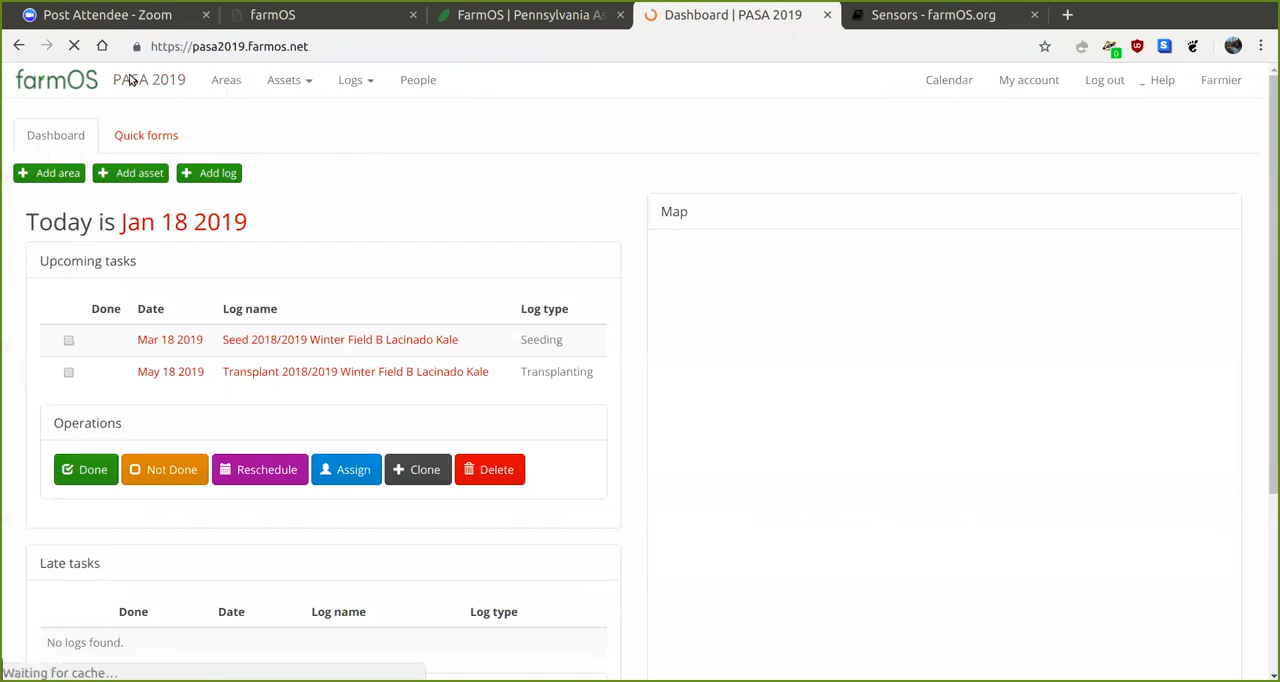 Post Attendee - Zoom × farmOS × FarmOS | Pennsylvania As × Dashboard | PASA 2019 × Sensors - farmOS.org × +
https://pasa2019.farmos.net
farmOS PASA 2019 Areas Assets Logs People Calendar My account Log out Help Farmier
Dashboard Quick forms
Add area Add asset Add log
Today is Jan 18 2019
Map
Upcoming tasks
Done Date Log name Log type
Mar 18 2019 Seed 2018/2019 Winter Field B Lacinado Kale Seeding
May 18 2019 Transplant 2018/2019 Winter Field B Lacinado Kale Transplanting
Operations
Done Not Done Reschedule Assign Clone Delete
Late tasks
Done Date Log name Log type
No logs found.
Waiting for cache...